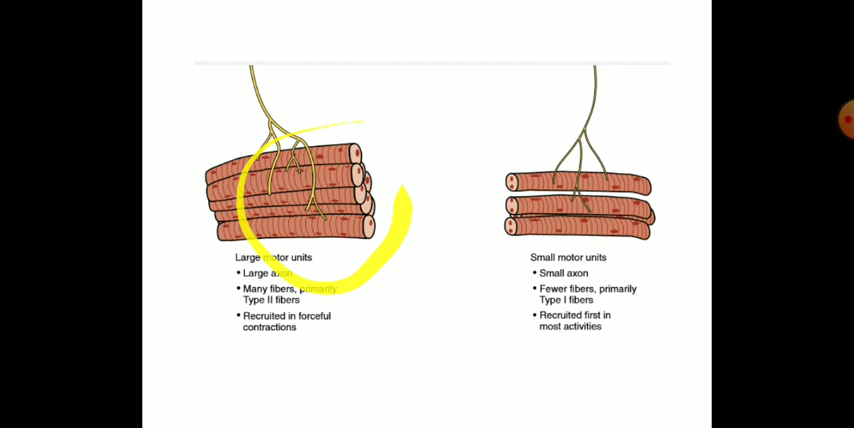 Large motor units
• Large axon
• Many fibers, primarily
Type II fibers
• Recruited in forceful
contractions
Small motor units
• Small axon
• Fewer fibers, primarily
Type I fibers
• Recruited first in
most activities